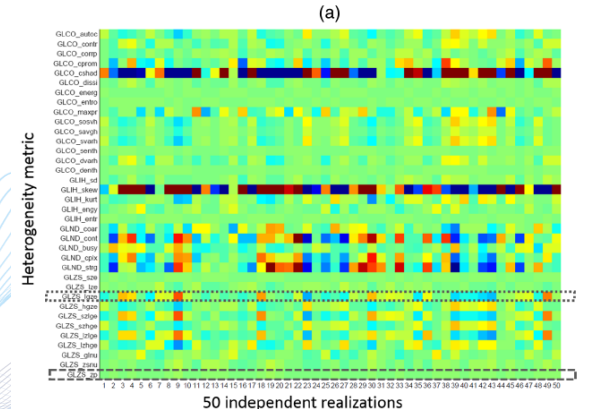 (a)
Heterogeneity metric
GLCO_autoc
GLCO_contr
GLCO_corrp
GLCO_cprom
GLCO_cshad
GLCO_dissi
GLCO_energ
GLCO_entro
GLCO_maxpr
GLCO_sosvh
GLCO_savgh
GLCO_svarh
GLCO_senth
GLCO_dvarh
GLCO_denth
GLIH_sd
GLIH_skew
GLIH_kurt
GLIH_engy
GLIH_entr
GLND_coar
GLND_cont
GLND_busy
GLND_cplx
GLND_strg
GLZS_sze
GLZS_lze
GLZS_lgze
GLZS_hgze
GLZS_szlge
GLZS_szhge
GLZS_lzlge
GLZS_lzhge
GLZS_glnu
GLZS_zsnu
GLZS_zp
1 2 3 4 5 6 7 8 9 10 11 12 13 14 15 16 17 18 19 20 21 22 23 24 25 26 27 28 29 30 31 32 33 34 35 36 37 38 39 40 41 42 43 44 45 46 47 48 49 50
50 independent realizations